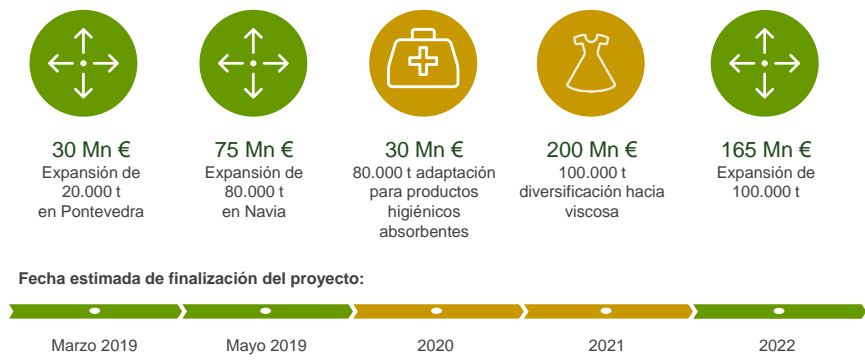 30 Mn €
Expansión de
20.000 t
en Pontevedra
75 Mn €
Expansión de
80.000 t
en Navia
30 Mn €
80.000 t adaptación
para productos
higiénicos
absorbentes
200 Mn €
100.000 t
diversificación hacia
viscosa
165 Mn €
Expansión de
100.000 t
Fecha estimada de finalización del proyecto:
Marzo 2019
Mayo 2019
2020
2021
2022